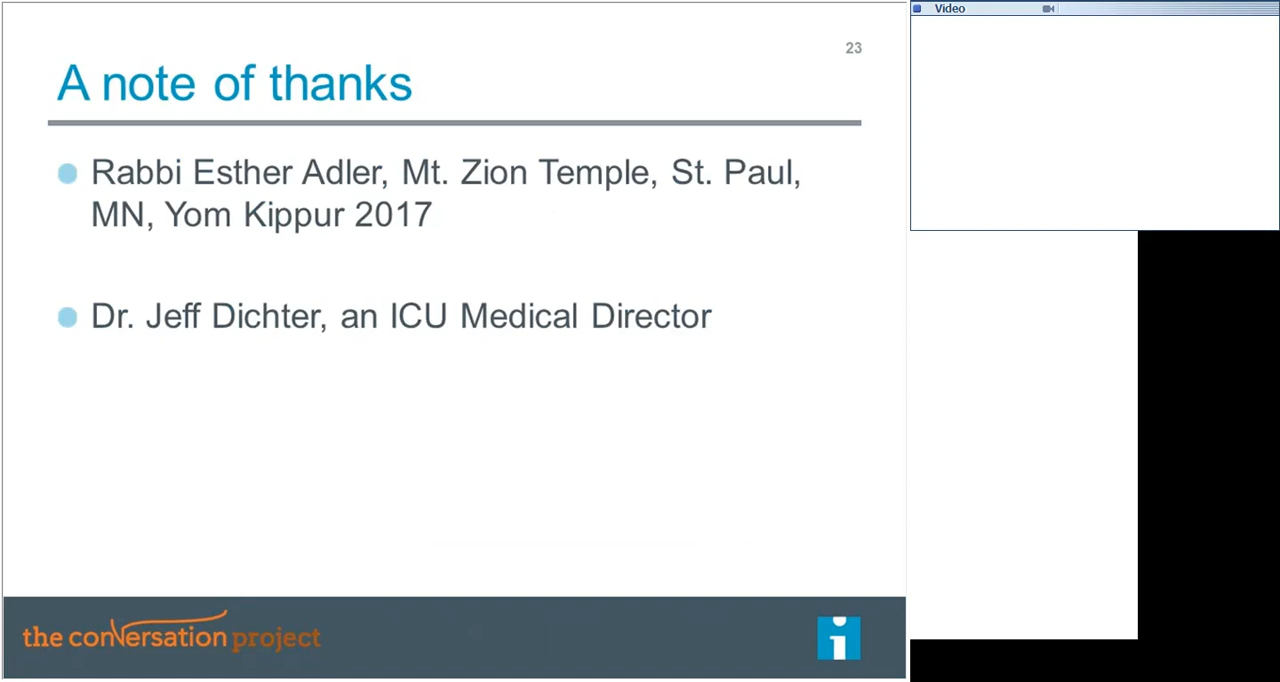 Video
23
A note of thanks
Rabbi Esther Adler, Mt. Zion Temple, St. Paul,
MN, Yom Kippur 2017
Dr. Jeff Dichter, an ICU Medical Director
the conversation project
i